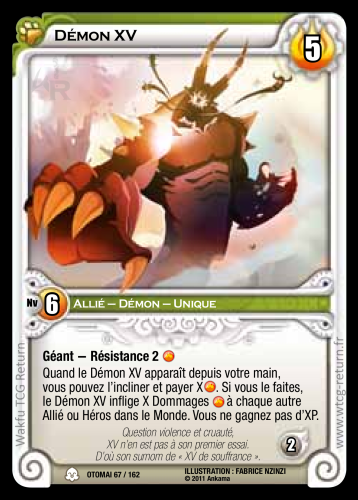 DÉMON XV
5
Nv 6
ALLIÉ – DÉMON – UNIQUE
Géant – Résistance 2
Quand le Démon XV apparaît depuis votre main,
vous pouvez l'incliner et payer X. Si vous le faites,
le Démon XV inflige X Dommages à chaque autre
Allié ou Héros dans le Monde. Vous ne gagnez pas d'XP.
Question violence et cruauté,
XV n'en est pas à son premier essai.
D'où son surnom de « XV de souffrance ».
2
OTOMAI 67 / 162
ILLUSTRATION : FABRICE NZINZI
© 2011 Ankama
Wakfu TCG Return
www.wtcg-return.fr